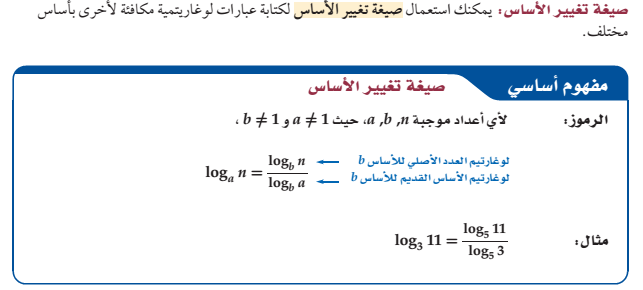 صيغة تغيير الأساس: يمكنك استعمال صيغة تغيير الأساس لكتابة عبارات لوغاريتمية مكافئة لأخرى بأساس
مختلف.
مفهوم أساسي صيغة تغيير الأساس
الرموز: لأي أعداد موجبة a, b, n، حيث a ≠ 1 و b ≠ 1 ،
log_a n = log_b n / log_b a
لوغاريتم العدد الأصلي للأساس b
لوغاريتم الأساس القديم للأساس b
مثال: log_3 11 = log_5 11 / log_5 3